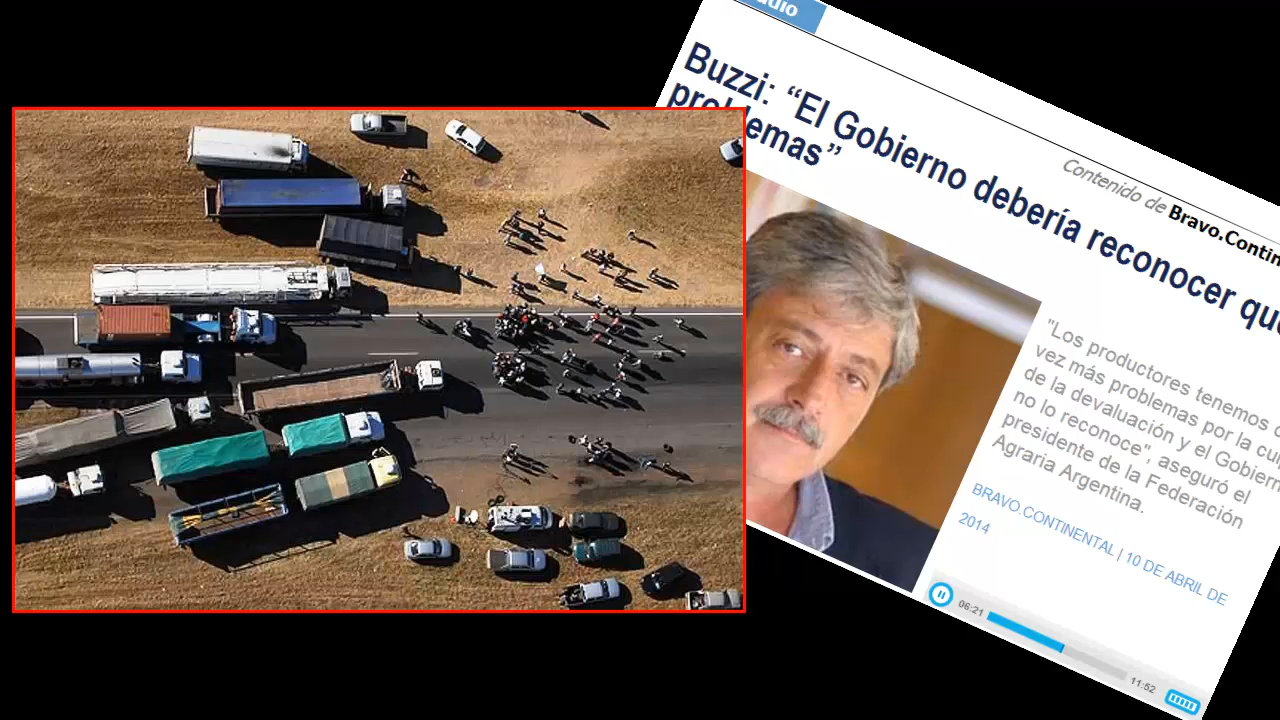 Buzzi: “El Gobierno debería reconocer
problemas”
Contenido de Bravo.Contin
"Los productores tenemos
vez más problemas por la
de la devaluación y el Gobiern
no lo reconoce", aseguró el
presidente de la Federación
Agraria Argentina.
BRAVO.CONTINENTAL | 10 DE ABRIL DE
2014
06:21
11:52